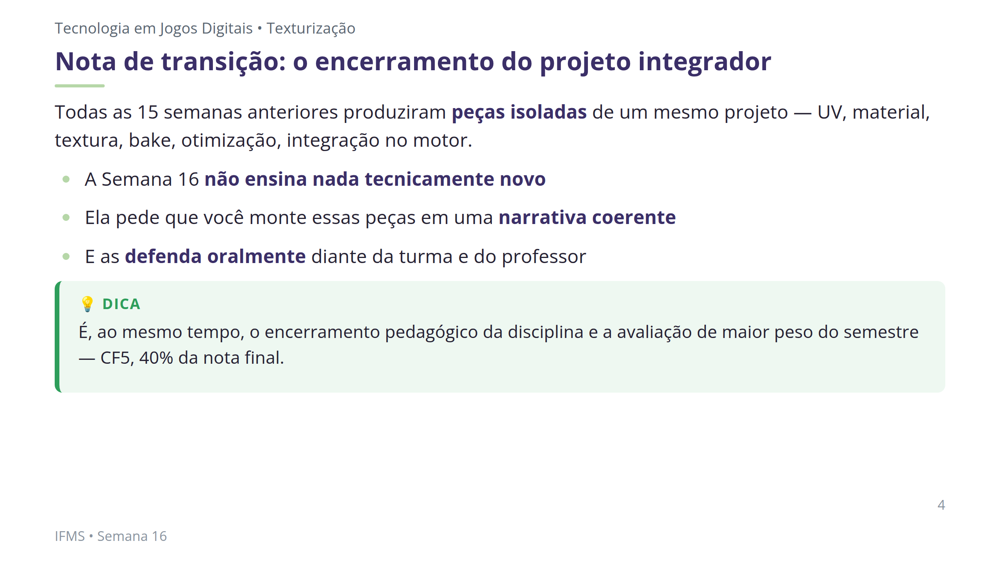 Tecnologia em Jogos Digitais • Texturização
Nota de transição: o encerramento do projeto integrador
Todas as 15 semanas anteriores produziram peças isoladas de um mesmo projeto — UV, material,
textura, bake, otimização, integração no motor.
• A Semana 16 não ensina nada tecnicamente novo
• Ela pede que você monte essas peças em uma narrativa coerente
• E as defenda oralmente diante da turma e do professor
💡 DICA
É, ao mesmo tempo, o encerramento pedagógico da disciplina e a avaliação de maior peso do semestre
— CF5, 40% da nota final.
4
IFMS • Semana 16